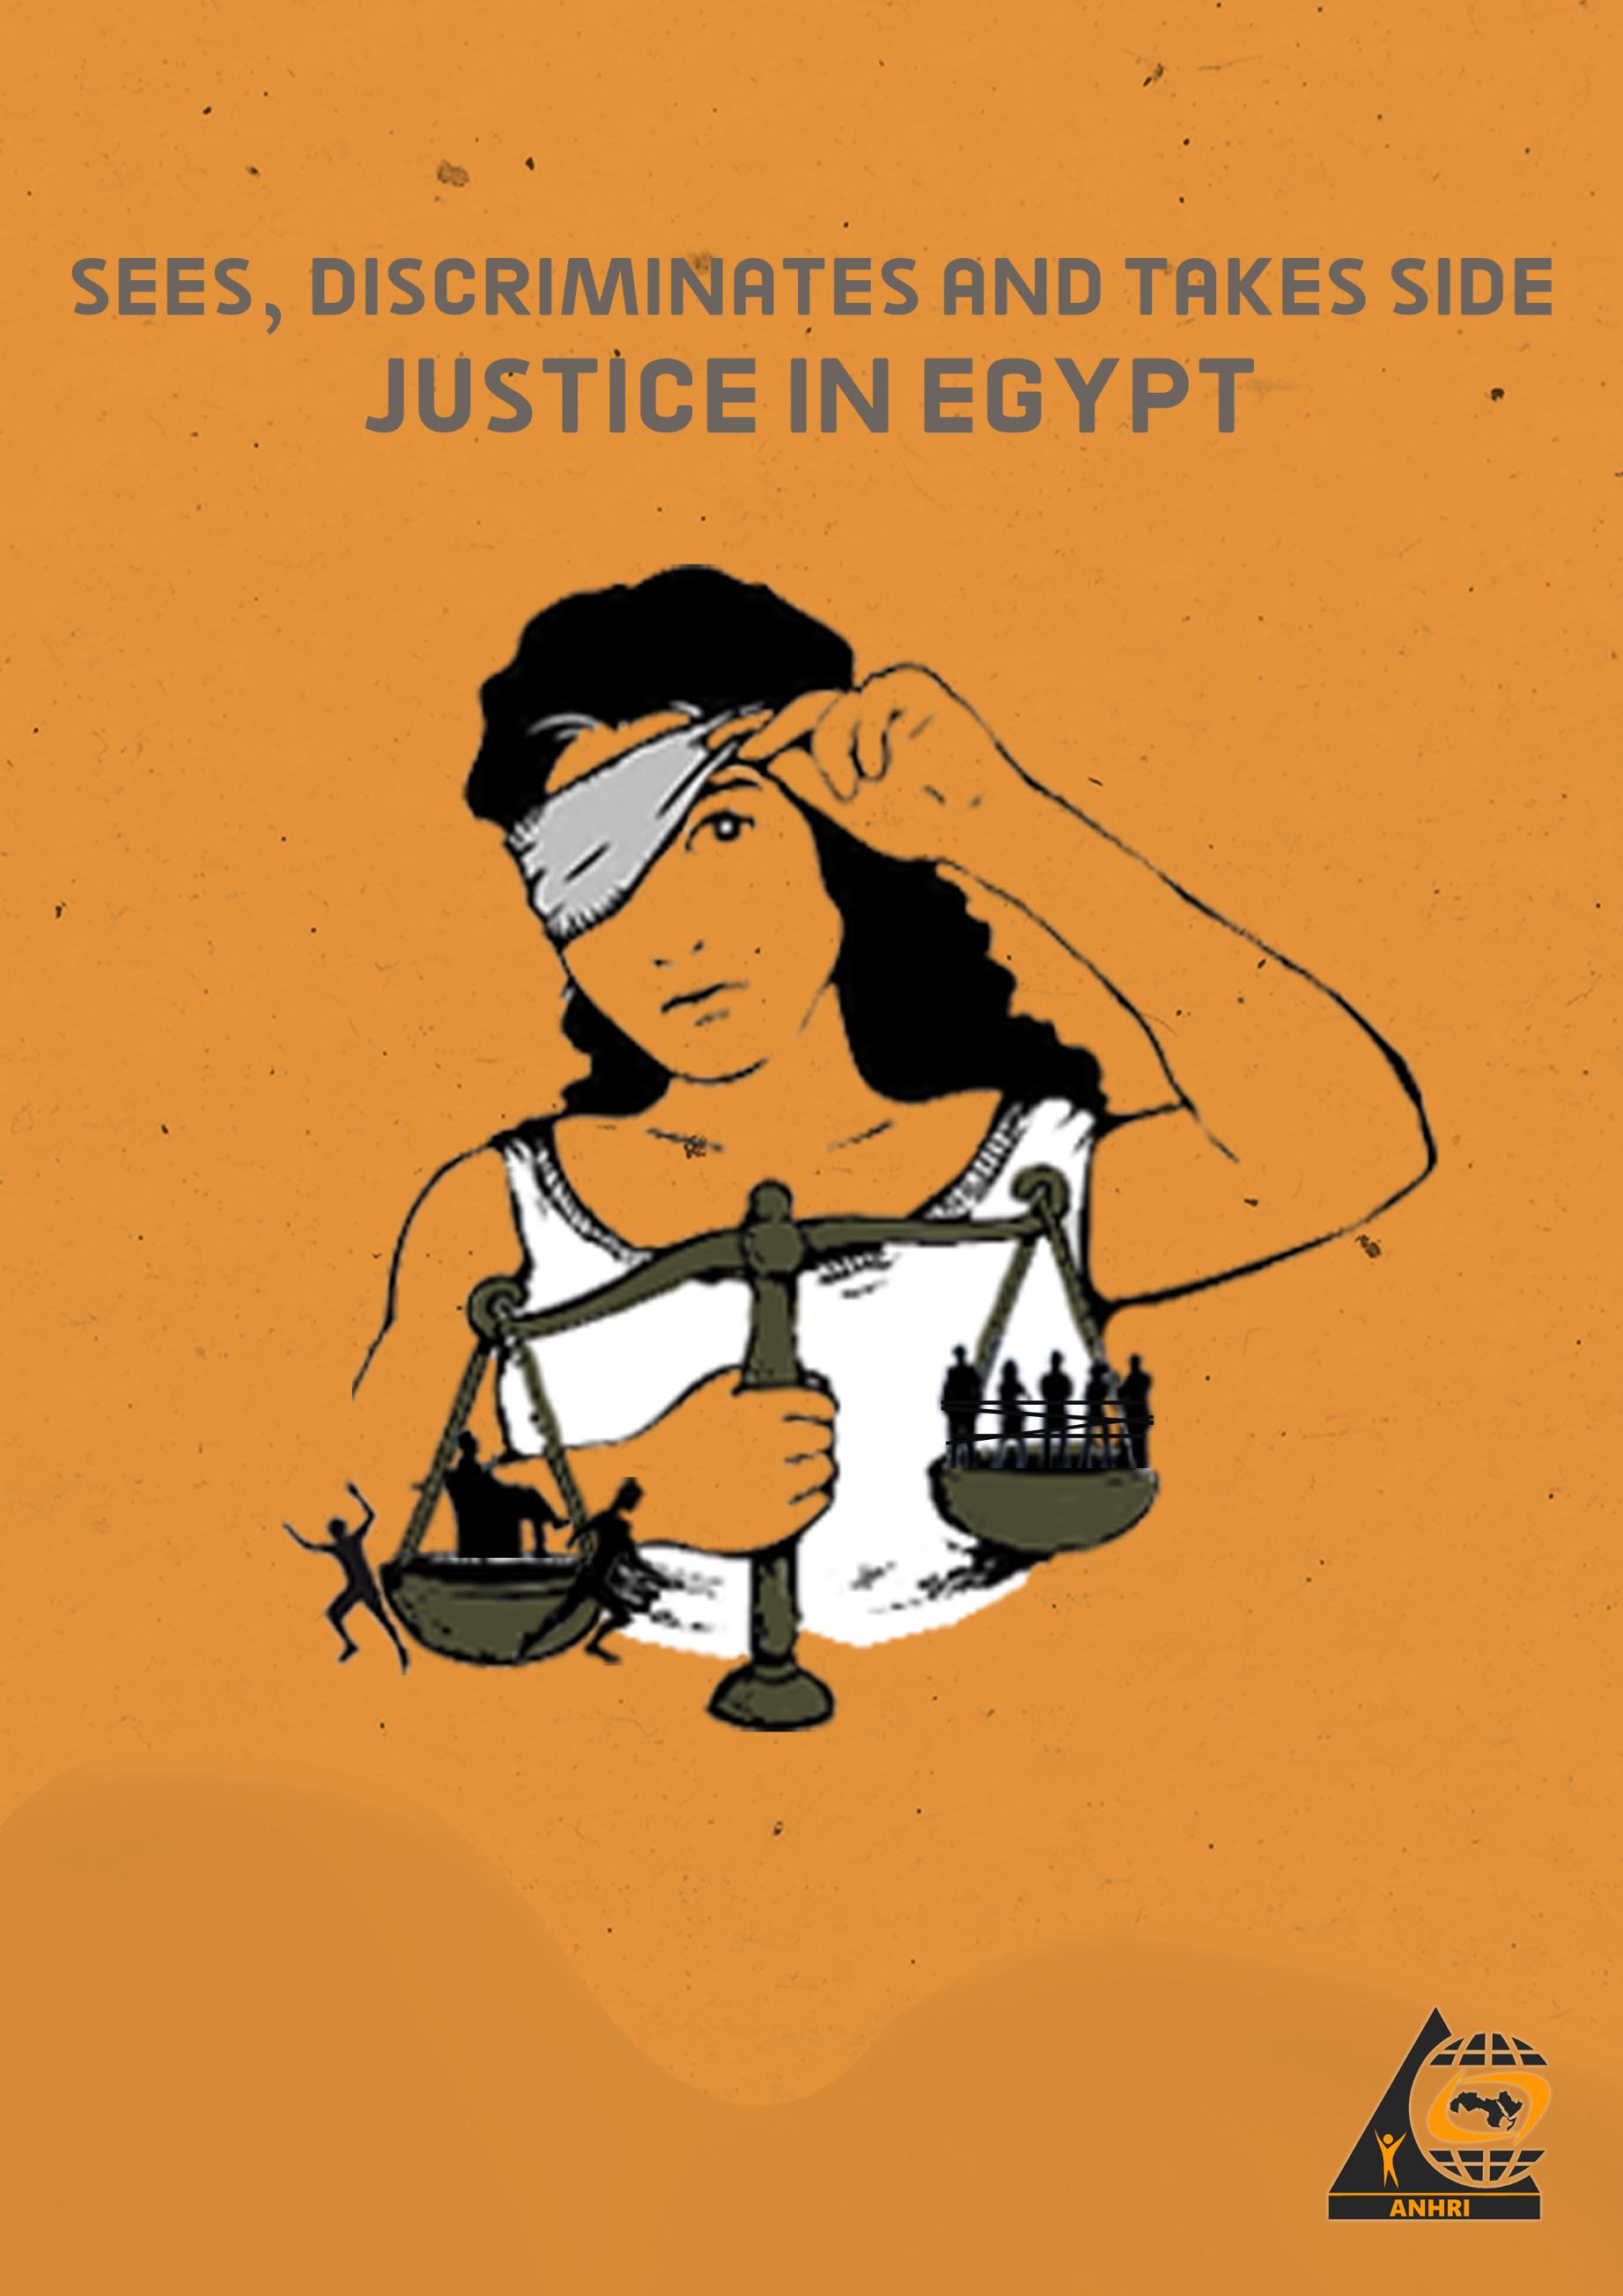 SEES, DISCRIMINATES AND TAKES SIDE
JUSTICE IN EGYPT
ANHRI